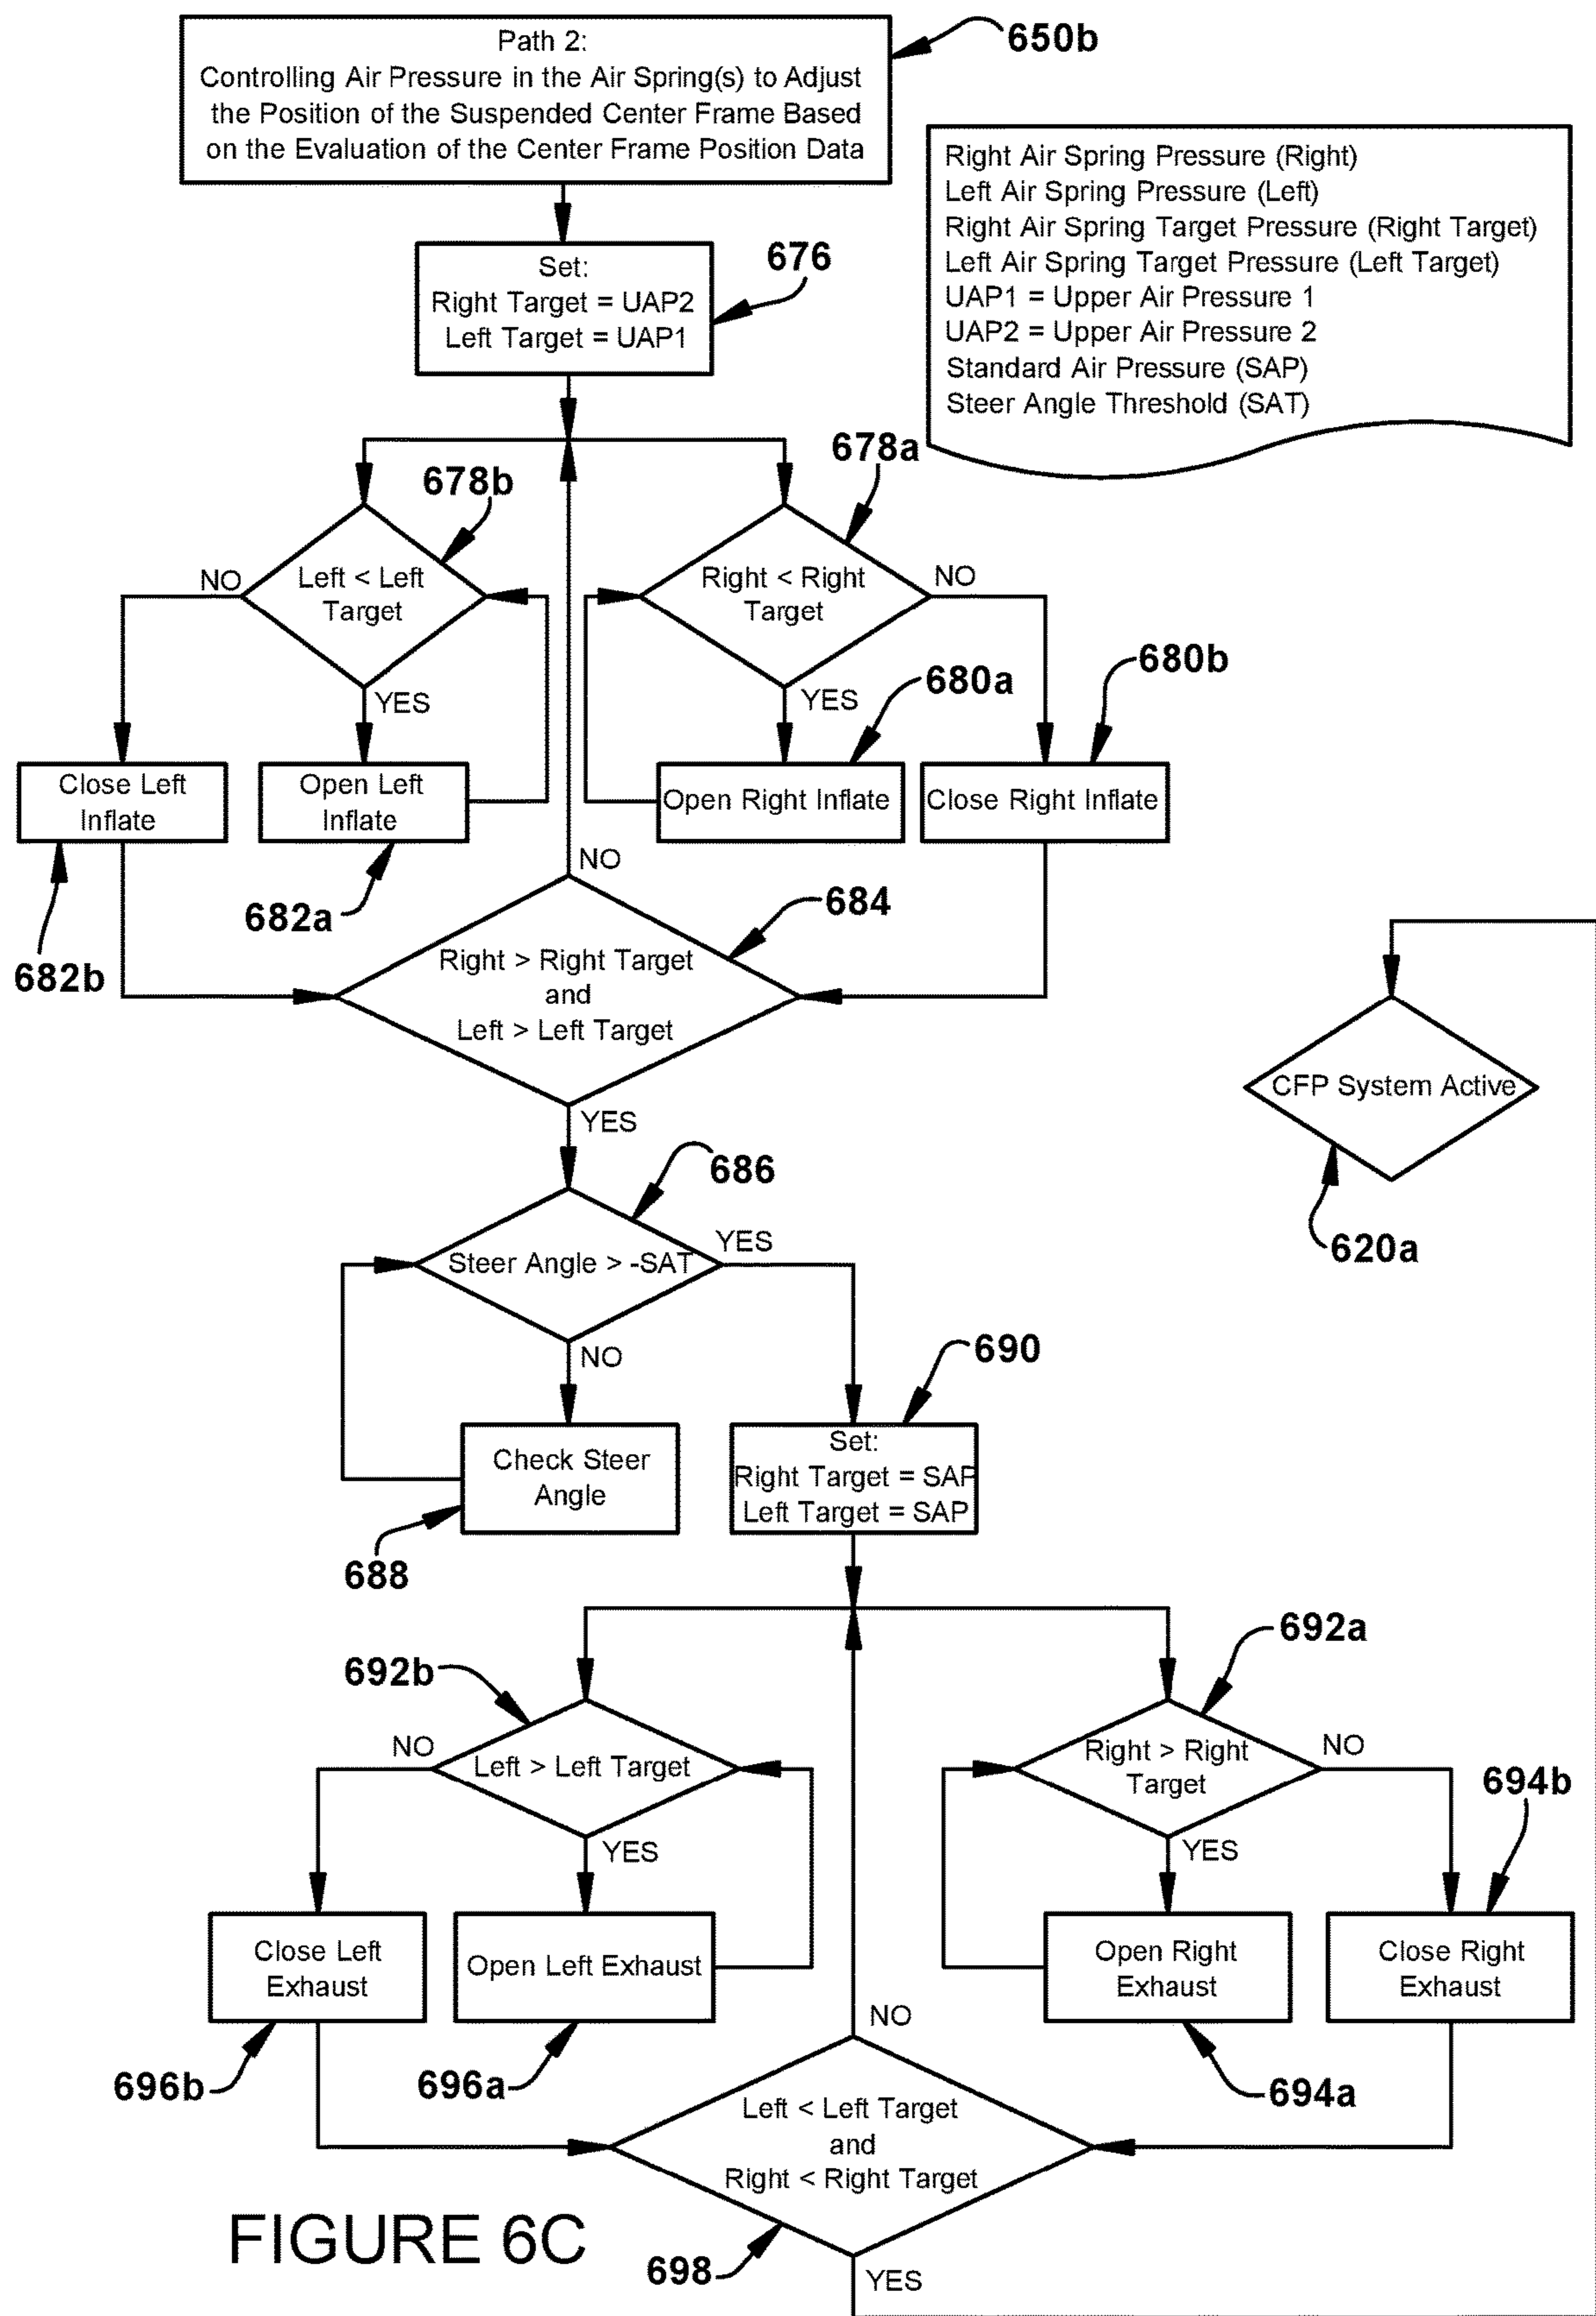 Path 2:
Controlling Air Pressure in the Air Spring(s) to Adjust
the Position of the Suspended Center Frame Based
on the Evaluation of the Center Frame Position Data
650b
Right Air Spring Pressure (Right)
Left Air Spring Pressure (Left)
Right Air Spring Target Pressure (Right Target)
Left Air Spring Target Pressure (Left Target)
UAP1 = Upper Air Pressure 1
UAP2 = Upper Air Pressure 2
Standard Air Pressure (SAP)
Steer Angle Threshold (SAT)
Set:
Right Target = UAP2
Left Target = UAP1
676
678b
678a
NO
Left < Left
Target
YES
Right < Right
Target
NO
YES
680a
680b
Close Left
Inflate
Open Left
Inflate
Open Right Inflate
Close Right Inflate
682b
682a
NO
684
Right > Right Target
and
Left > Left Target
YES
CFP System Active
620a
686
Steer Angle > -SAT
YES
NO
690
Check Steer
Angle
688
Set:
Right Target = SAP
Left Target = SAP
692b
692a
NO
Left > Left Target
YES
Right > Right
Target
NO
YES
694b
Close Left
Exhaust
Open Left Exhaust
Open Right
Exhaust
Close Right
Exhaust
696b
696a
694a
NO
Left < Left Target
and
Right < Right Target
698
YES
FIGURE 6C